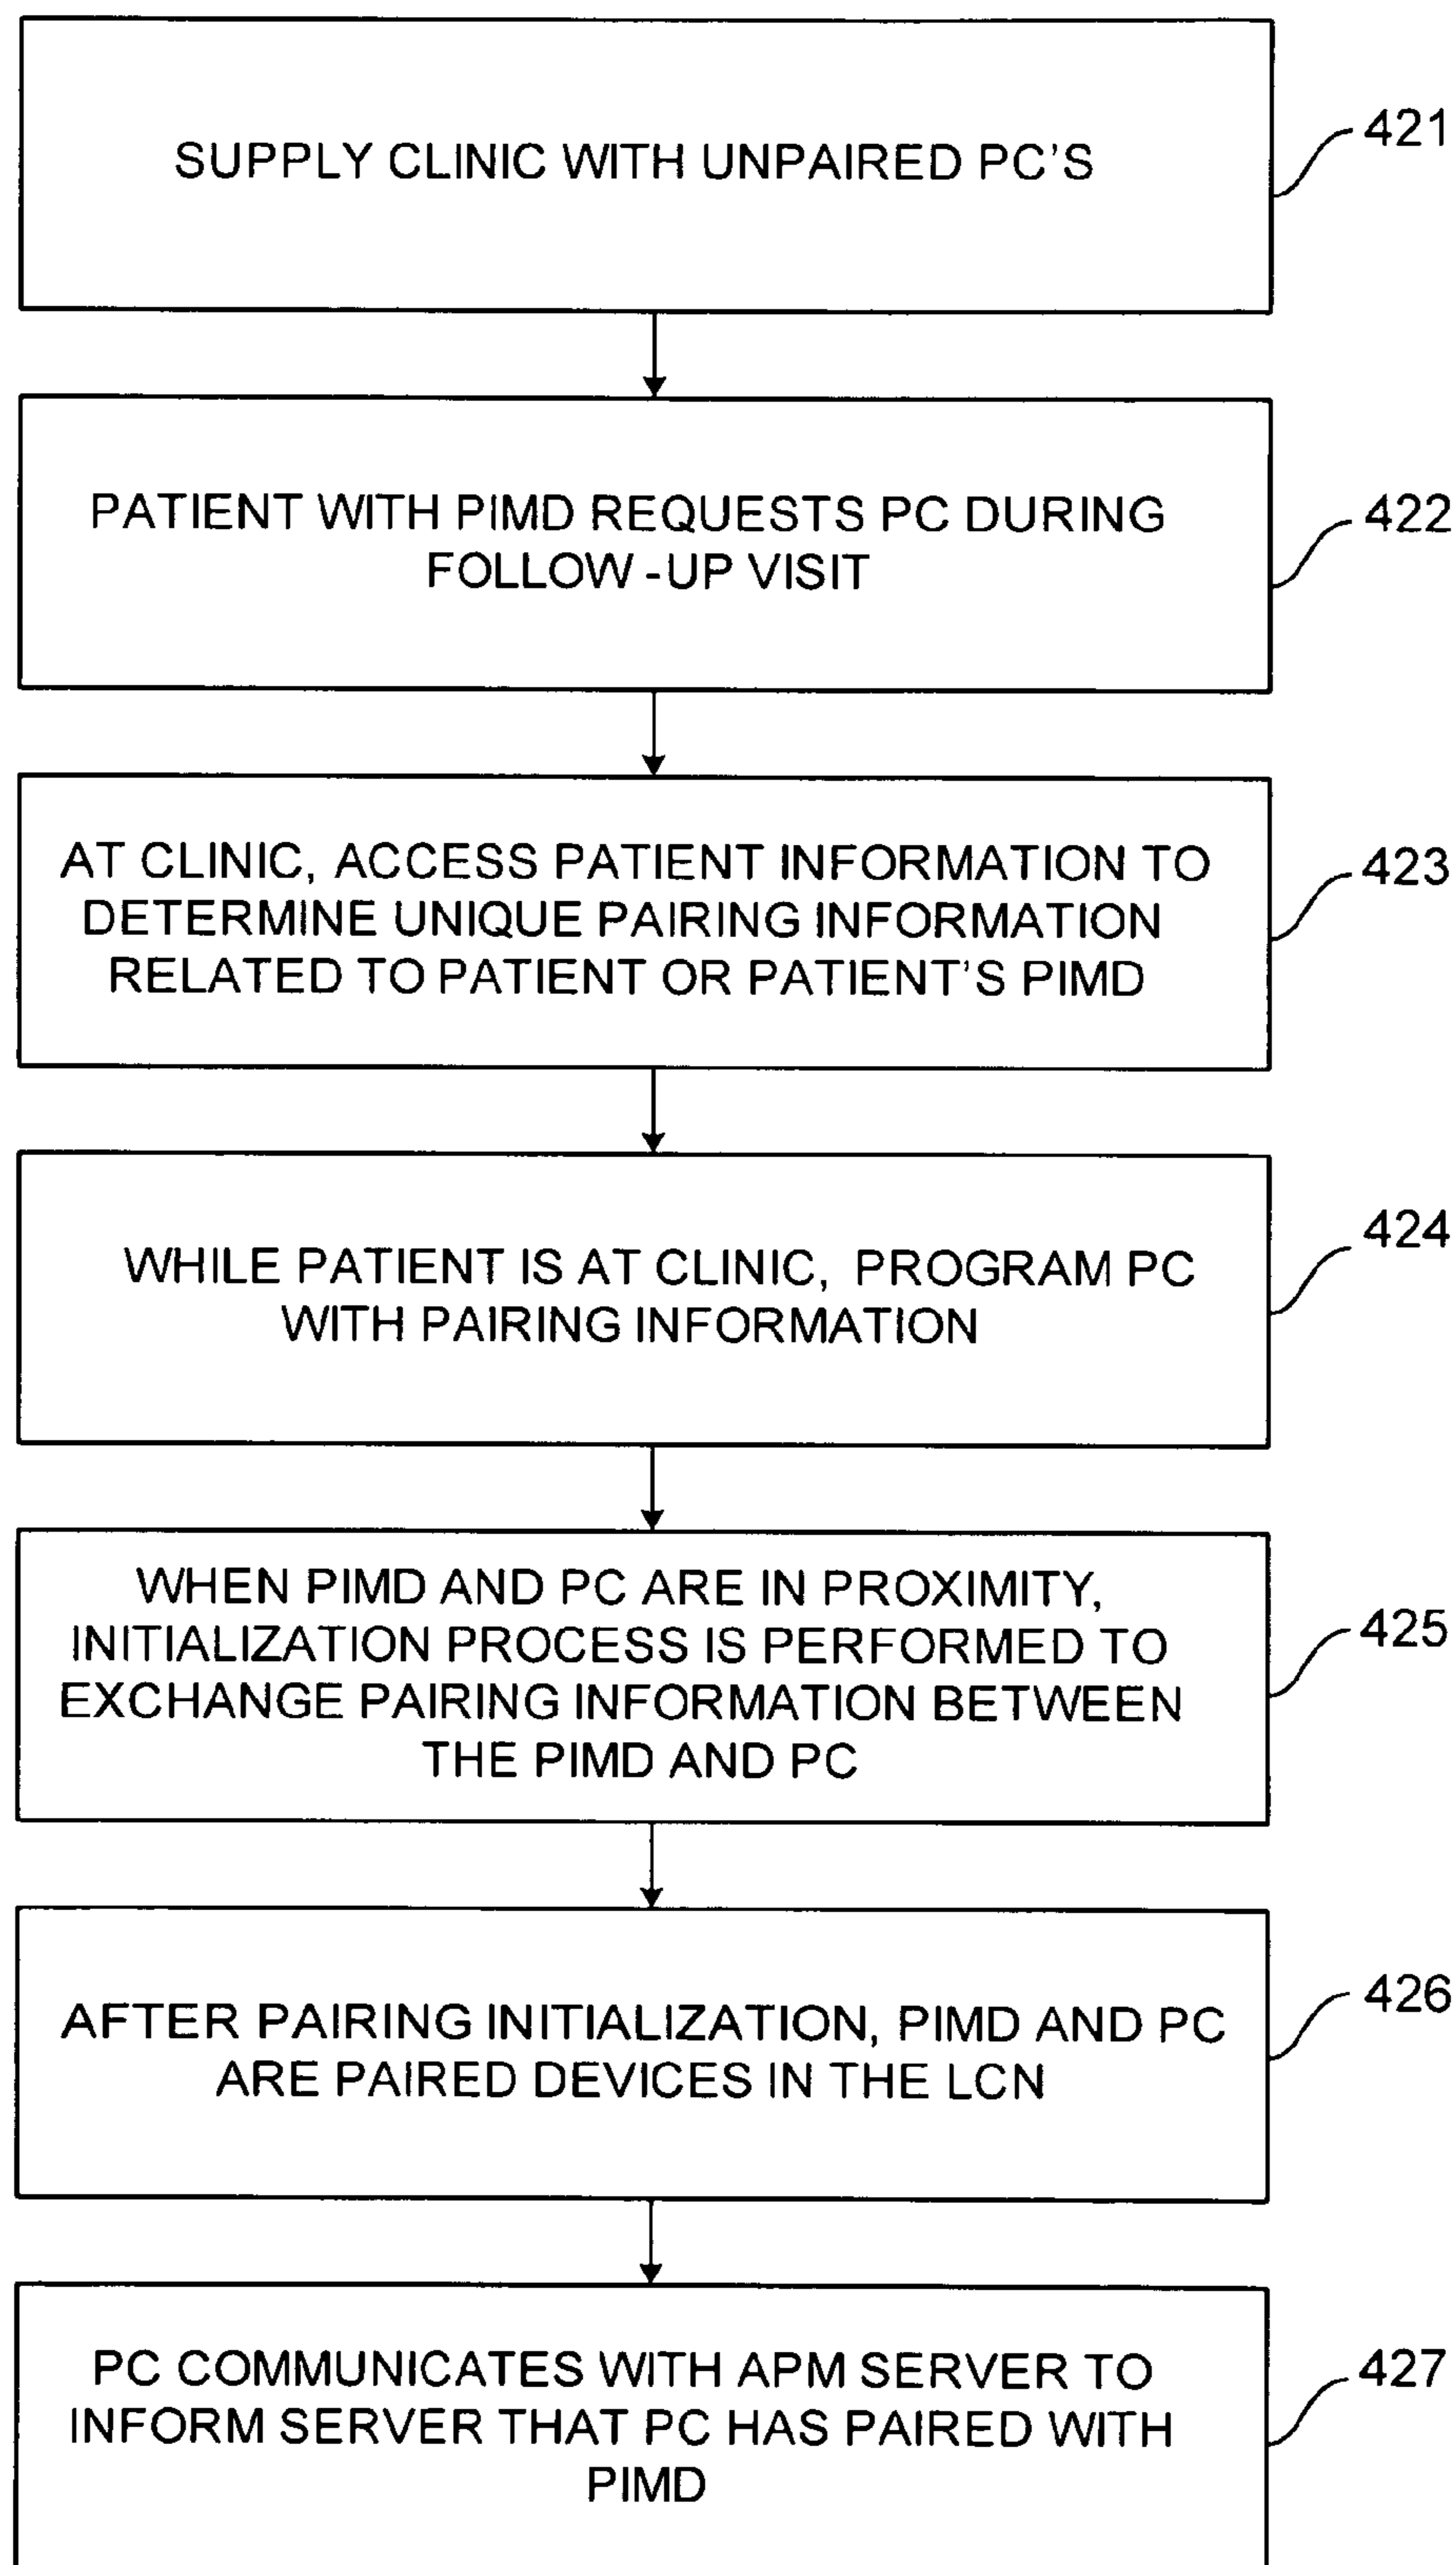 SUPPLY CLINIC WITH UNPAIRED PC'S
421
PATIENT WITH PIMD REQUESTS PC DURING
FOLLOW-UP VISIT
422
AT CLINIC, ACCESS PATIENT INFORMATION TO
DETERMINE UNIQUE PAIRING INFORMATION
RELATED TO PATIENT OR PATIENT'S PIMD
423
WHILE PATIENT IS AT CLINIC, PROGRAM PC
WITH PAIRING INFORMATION
424
WHEN PIMD AND PC ARE IN PROXIMITY,
INITIALIZATION PROCESS IS PERFORMED TO
EXCHANGE PAIRING INFORMATION BETWEEN
THE PIMD AND PC
425
AFTER PAIRING INITIALIZATION, PIMD AND PC
ARE PAIRED DEVICES IN THE LCN
426
PC COMMUNICATES WITH APM SERVER TO
INFORM SERVER THAT PC HAS PAIRED WITH
PIMD
427